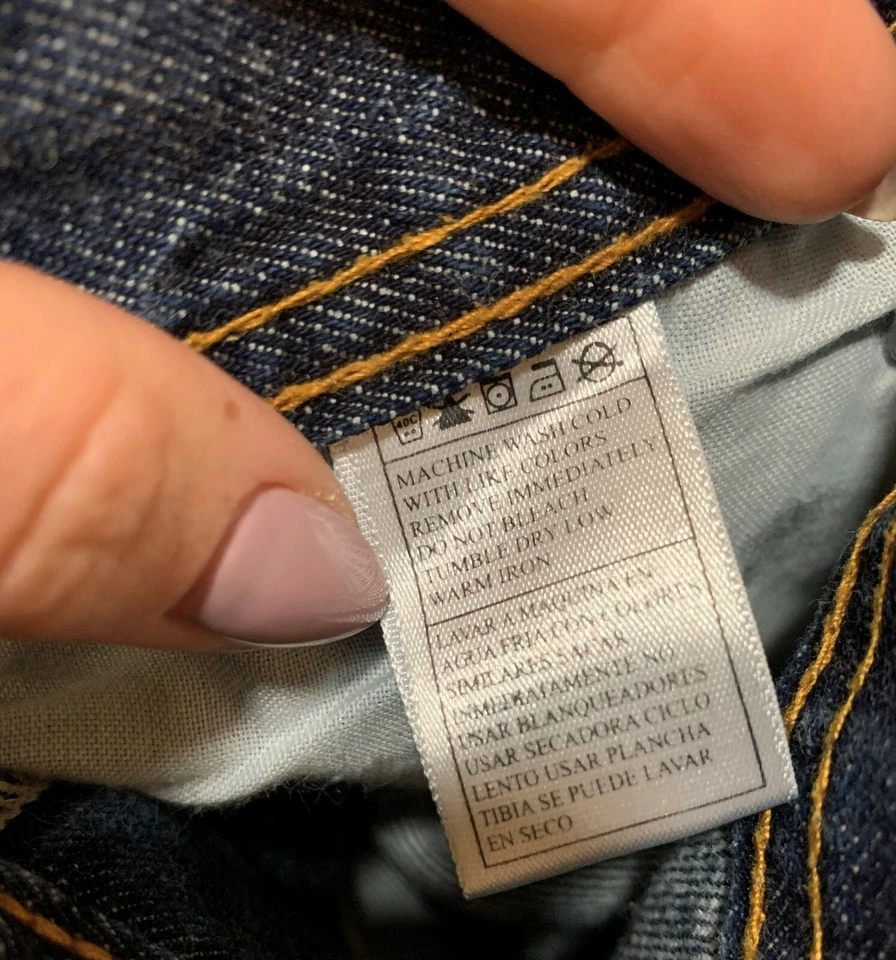 40C
MACHINE WASH COLD
WITH LIKE COLORS
REMOVE IMMEDIATELY
DO NOT BLEACH
TUMBLE DRY LOW
WARM IRON
LAVAR A MAQUINA EN
AGUA FRIA CON COLORES
SIMILARES SACAR
INMEDIATAMENTE NO
USAR BLANQUEADORES
USAR SECADORA CICLO
LENTO USAR PLANCHA
TIBIA SE PUEDE LAVAR
EN SECO